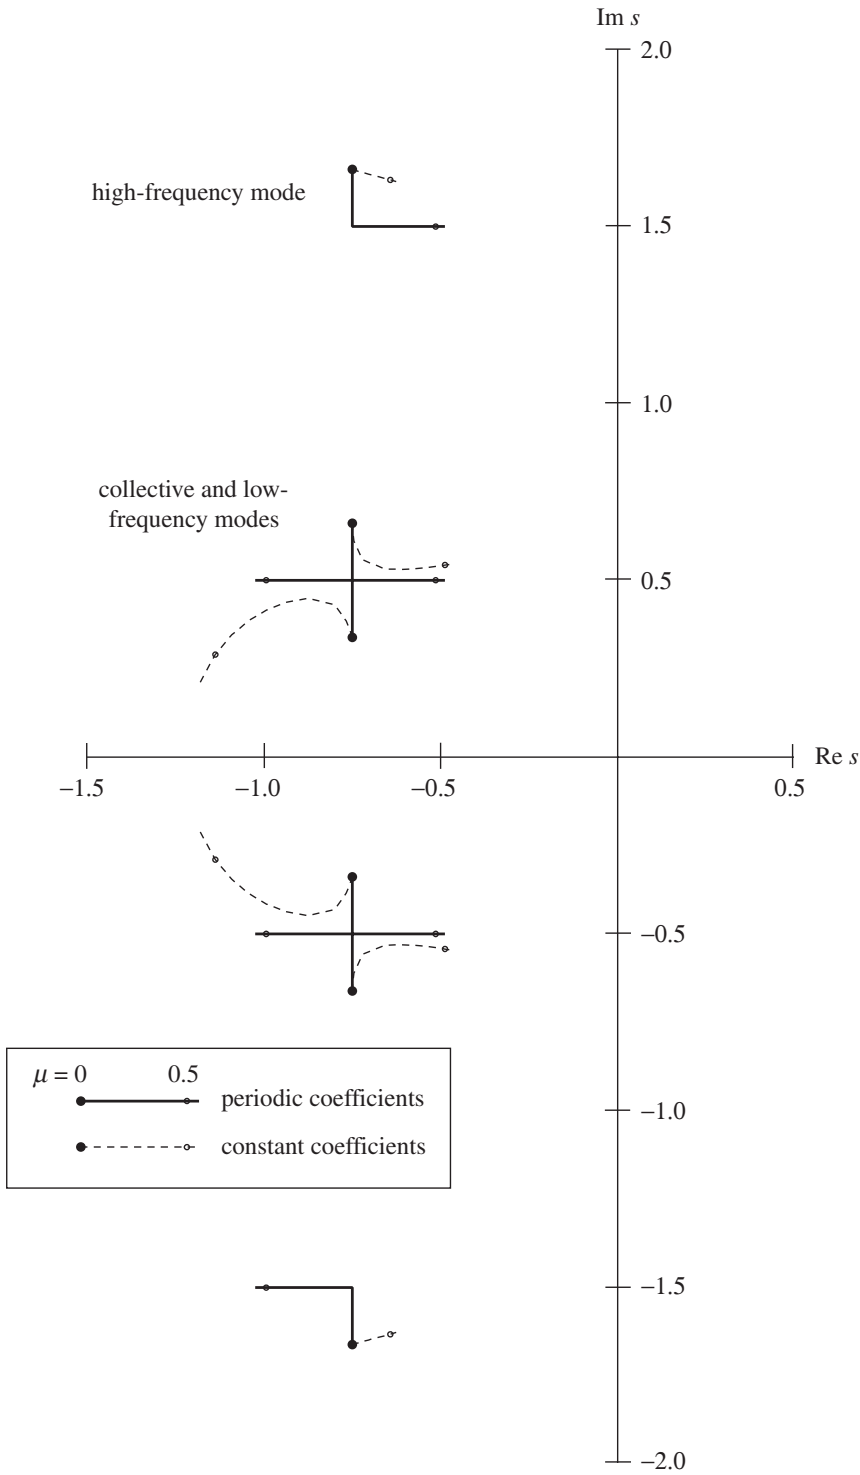 Im s
2.0
high-frequency mode
1.5
1.0
collective and low-
frequency modes
0.5
Re s
–1.5
–1.0
–0.5
0.5
–0.5
μ = 0 0.5
periodic coefficients
–1.0
constant coefficients
–1.5
–2.0